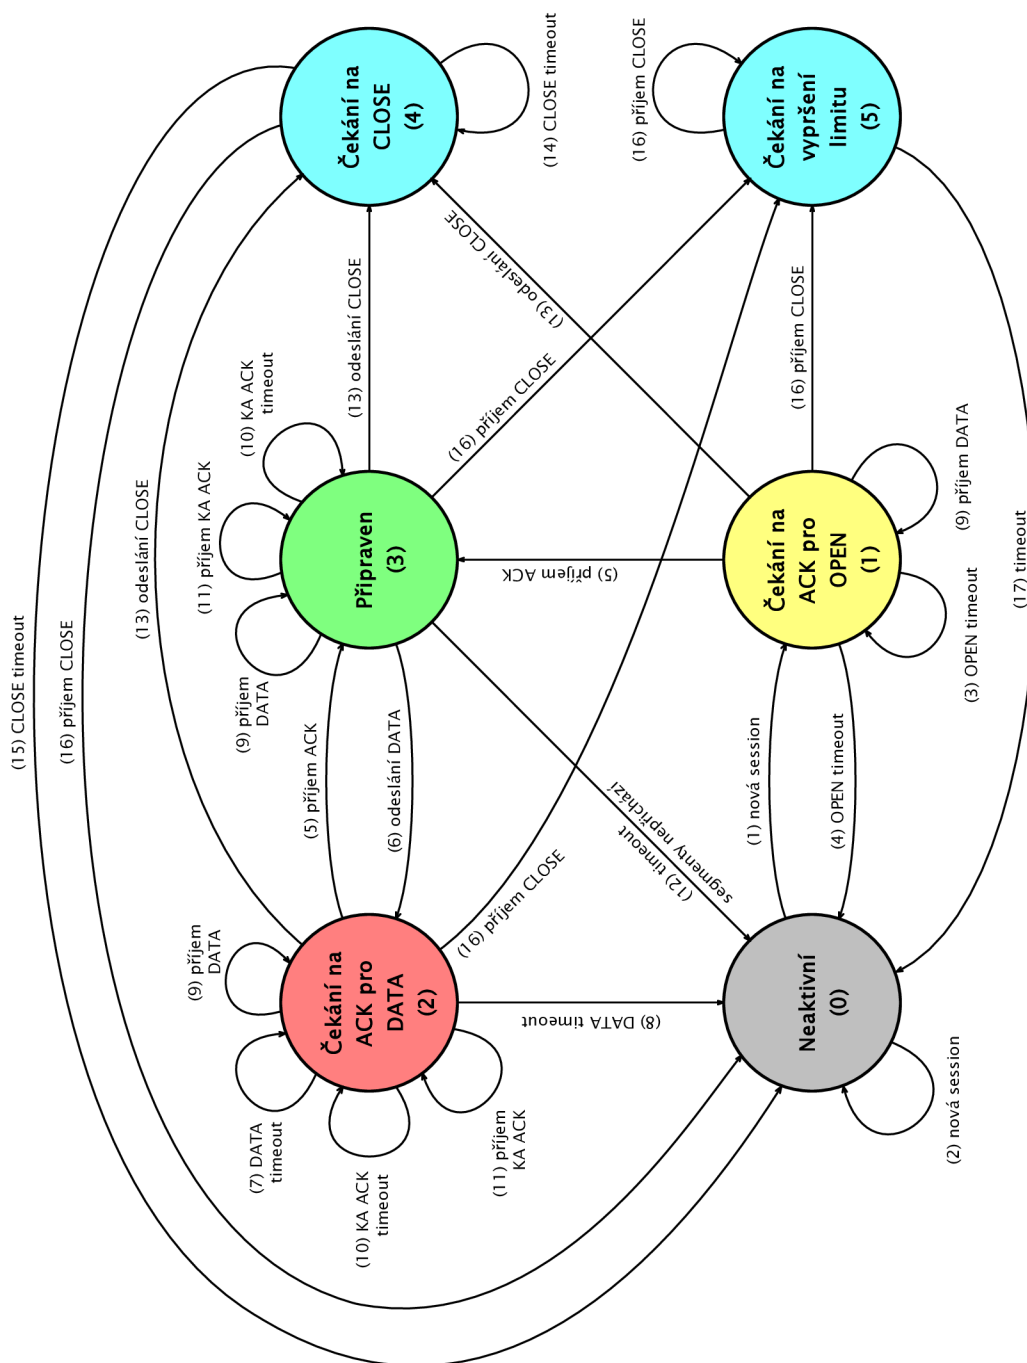 (15) CLOSE timeout
(16) příjem CLOSE
(13) odeslání CLOSE
(9) příjem
DATA
(7) DATA
timeout
(10) KA ACK
timeout
(11) příjem
KA ACK
Čekání na
ACK pro
DATA
(2)
(5) příjem ACK
(6) odeslání DATA
(9) příjem
DATA
(11) příjem KA ACK
(10) KA ACK
timeout
Připraven
(3)
(13) odeslání CLOSE
Čekání na
CLOSE
(4)
(14) CLOSE timeout
(13) odeslání CLOSE
(16) příjem CLOSE
(16) příjem CLOSE
(8) DATA timeout
(12) timeout
segmenty nepřichází
(5) příjem ACK
(16) příjem CLOSE
Čekání na
vypršení
limitu
(5)
(16) příjem CLOSE
Neaktivní
(0)
(2) nová session
(1) nová session
(4) OPEN timeout
Čekání na
ACK pro
OPEN
(1)
(3) OPEN timeout
(9) příjem DATA
(17) timeout